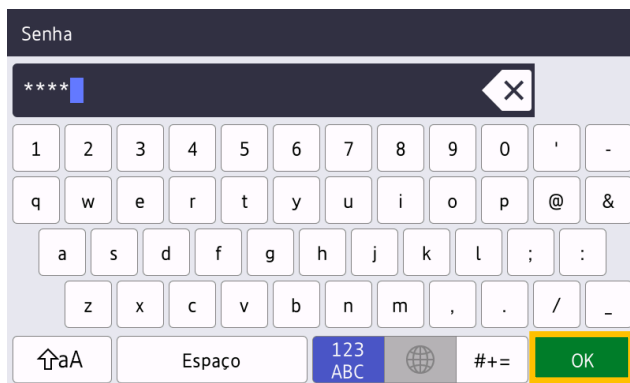 Senha
****
1 2 3 4 5 6 7 8 9 0 ' -
q w e r t y u i o p @ &
a s d f g h j k l ; :
z x c v b n m , . / _
aA Espaço 123 ABC #+= OK